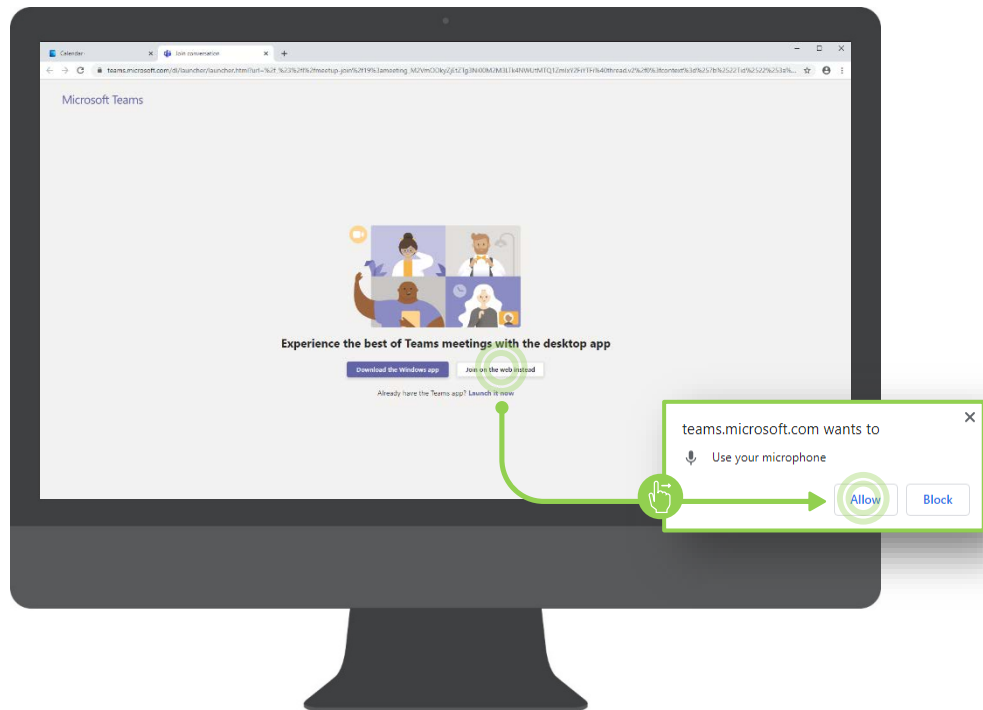 Calendar
Join conversation
Microsoft Teams
Experience the best of Teams meetings with the desktop app
Download the Windows app
Join on the web instead
Already have the Teams app? Launch it now
teams.microsoft.com wants to
Use your microphone
Allow
Block